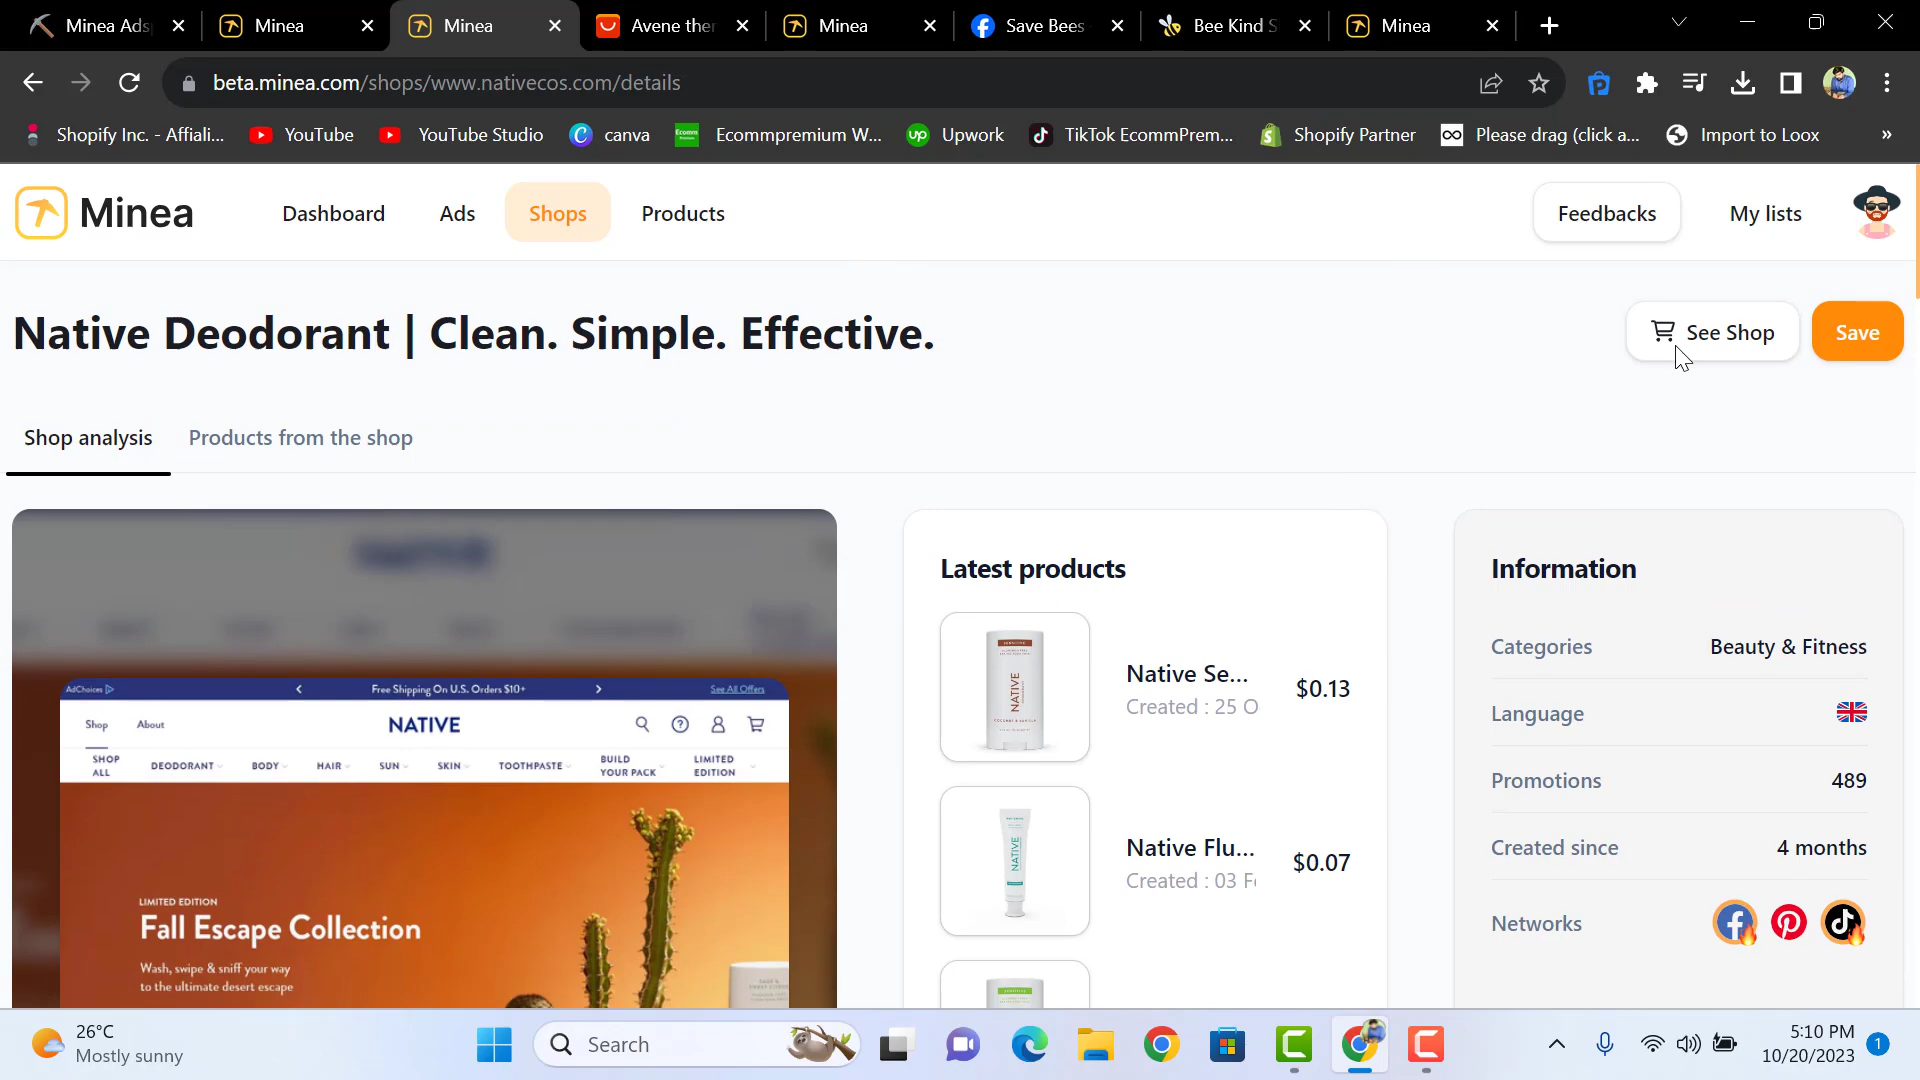 Minea Ads
Minea
Minea
Avene ther
Minea
Save Bees
Bee Kind S
Minea
beta.minea.com/shops/www.nativecos.com/details
Shopify Inc. - Affiali...
YouTube
YouTube Studio
canva
Ecommpremium W...
Upwork
TikTok EcommPrem...
Shopify Partner
Please drag (click a...
Import to Loox
»
Minea
Dashboard
Ads
Shops
Products
Feedbacks
My lists
Native Deodorant | Clean. Simple. Effective.
See Shop
Save
Shop analysis
Products from the shop
NATIVE
AdChoices
Free Shipping On U.S. Orders $10+
See All Offers
Shop
About
NATIVE
SHOP ALL
DEODORANT
BODY
HAIR
SUN
SKIN
TOOTHPASTE
BUILD YOUR PACK
LIMITED EDITION
LIMITED EDITION
Fall Escape Collection
Wash, swipe & sniff your way
to the ultimate desert escape
Latest products
NATIVE
Native Se...
Created : 25 O
$0.13
NATIVE
Native Flu...
Created : 03 Fe
$0.07
Information
Categories
Beauty & Fitness
Language
Promotions
489
Created since
4 months
Networks
26°C
Mostly sunny
Search
5:10 PM
10/20/2023
1